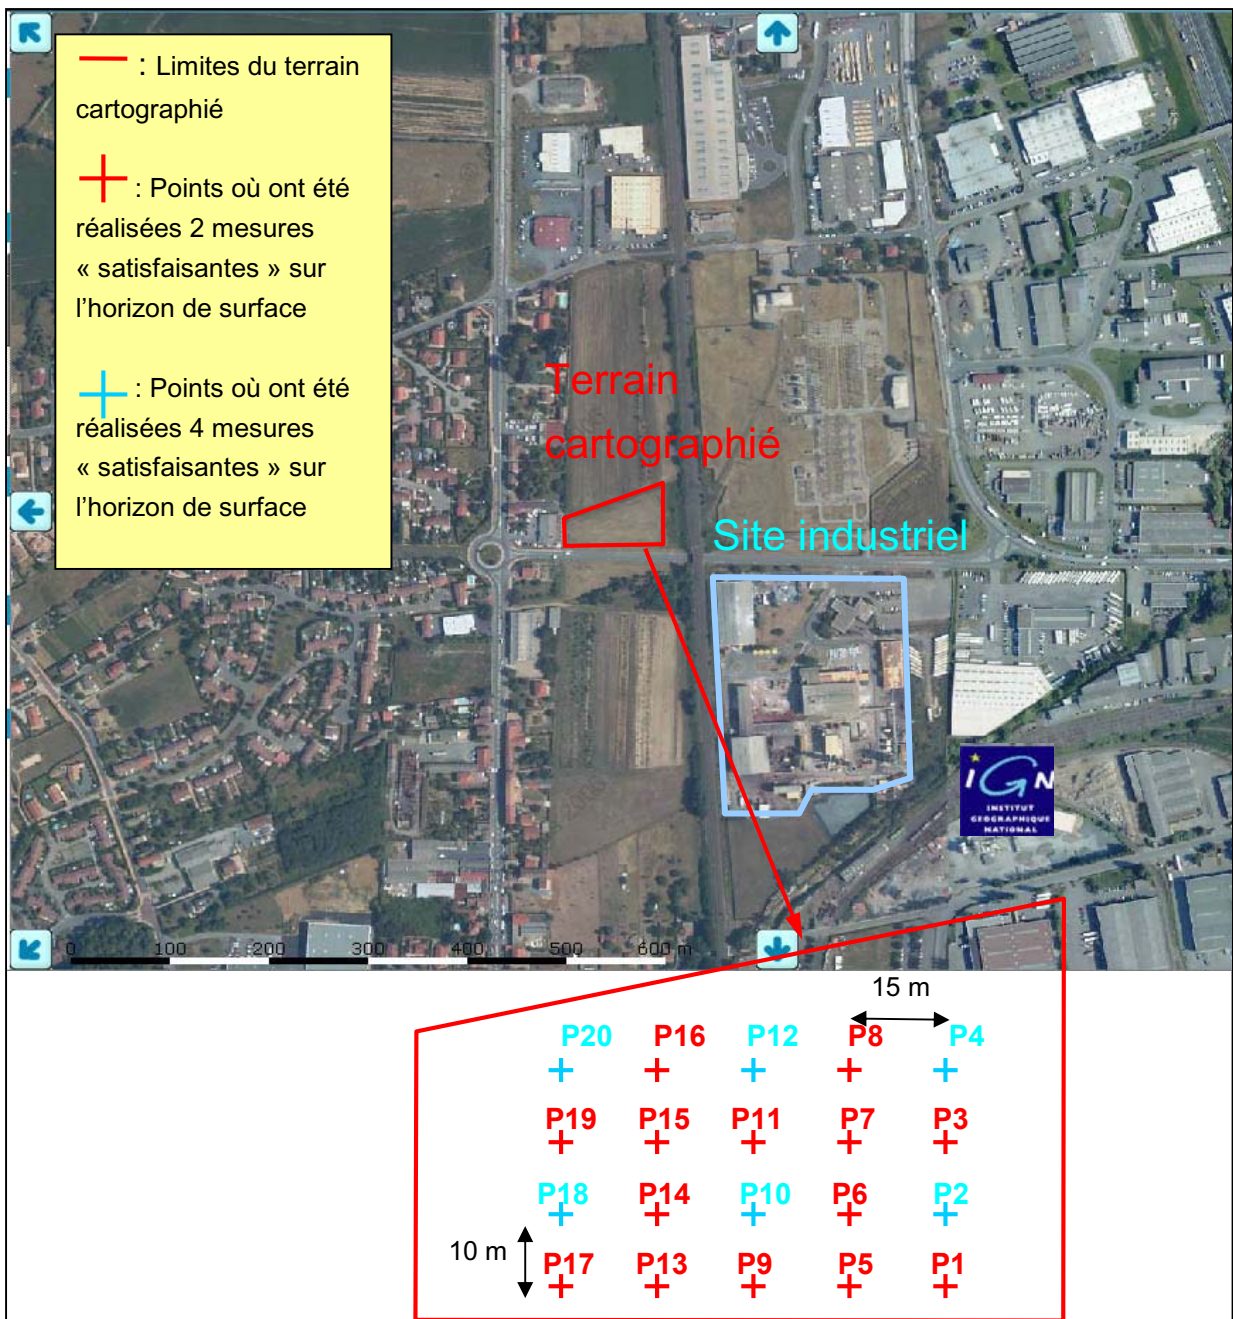 : Limites du terrain
cartographié
: Points où ont été
réalisées 2 mesures
« satisfaisantes » sur
l'horizon de surface
: Points où ont été
réalisées 4 mesures
« satisfaisantes » sur
l'horizon de surface
Terrain
cartographié
Site industriel
IGN
INSTITUT
GEOGRAPHIQUE
NATIONAL
0 100 200 300 400 500 600 m
15 m
P20 P16 P12 P8 P4
P19 P15 P11 P7 P3
P18 P14 P10 P6 P2
10 m
P17 P13 P9 P5 P1